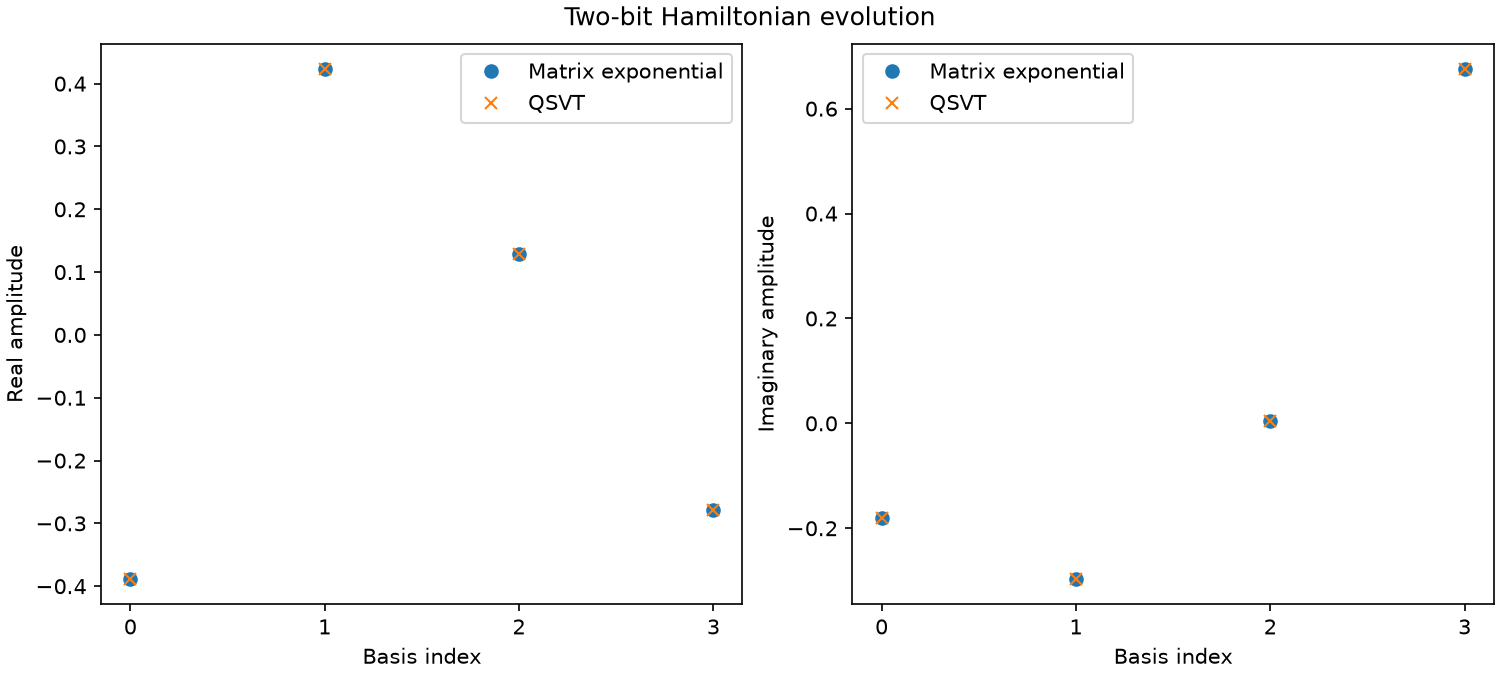 Two-bit Hamiltonian evolution
Real amplitude
0.4
0.3
0.2
0.1
0.0
−0.1
−0.2
−0.3
−0.4
0 1 2 3
Basis index
Matrix exponential
QSVT
Imaginary amplitude
0.6
0.4
0.2
0.0
−0.2
0 1 2 3
Basis index
Matrix exponential
QSVT